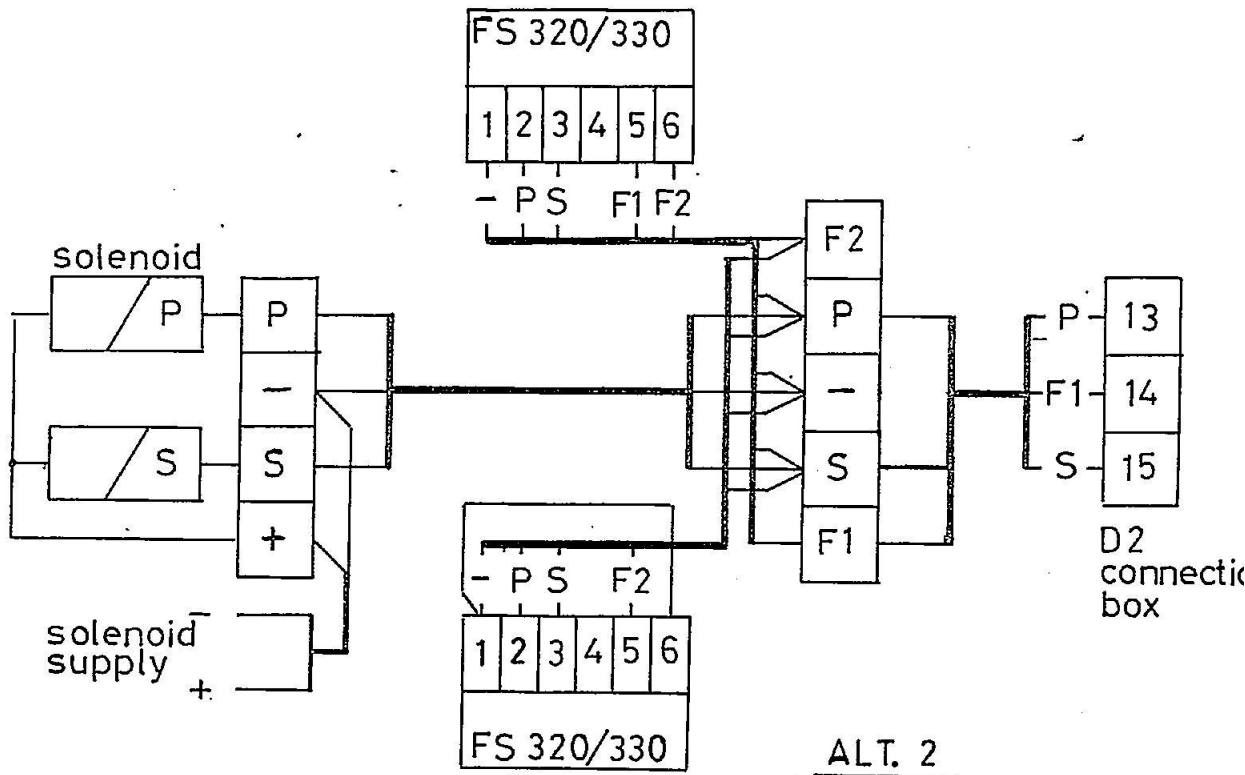 FS 320/330
1 2 3 4 5 6
- P S F1 F2
solenoid
P
S
P
-
S
+
solenoid
supply
-
+
F2
P
-
S
F1
P 13
F1 14
S 15
D2
connectio
box
- P S F2
1 2 3 4 5 6
FS 320/330
ALT. 2